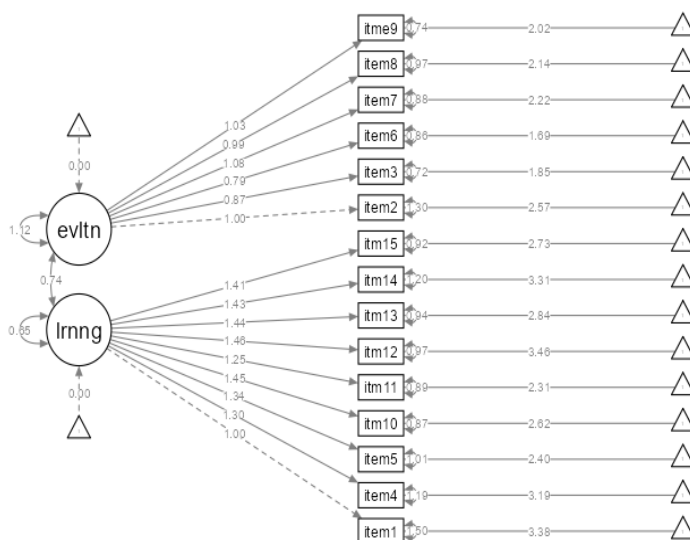 itme9 0.74 2.02
item8 0.97 2.14
item7 0.88 2.22
1.03
0.99
item6 0.86 1.69
1.08
0.79
item3 0.72 1.85
0.00
0.87
1.00
item2 1.30 2.57
evltn
1.12
itm15 0.92 2.73
0.74
itm14 1.20 3.31
1.41
1.43
itm13 0.94 2.84
lrnng
0.65
1.44
1.46
itm12 0.97 3.46
1.25
itm11 0.89 2.31
0.00
1.45
1.34
itm10 0.87 2.62
1.30
1.00
item5 1.01 2.40
item4 1.19 3.19
item1 1.50 3.38